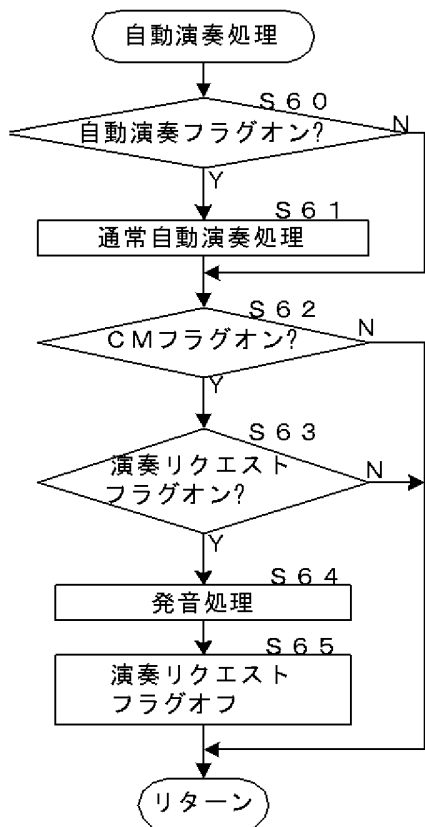 自動演奏処理
S60
自動演奏フラグオン?
N
Y
S61
通常自動演奏処理
S62
CMフラグオン?
N
Y
S63
演奏リクエスト
フラグオン?
N
Y
S64
発音処理
S65
演奏リクエスト
フラグオフ
リターン